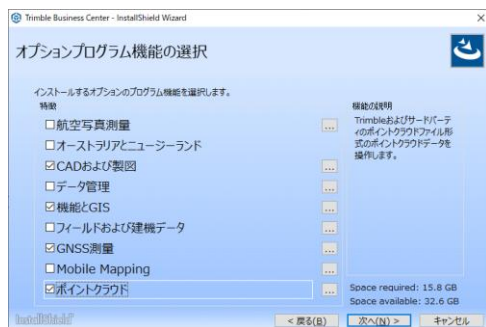 Trimble Business Center - InstallShield Wizard
オプションプログラム機能の選択
インストールするオプションのプログラム機能を選択します。
特徴
航空写真測量
オーストラリアとニュージーランド
CADおよび製図
データ管理
機能とGIS
フィールドおよび建機データ
GNSS測量
Mobile Mapping
ポイントクラウド
機能の説明
Trimbleおよびサードパーテ
ィのポイントクラウドファイル形
式のポイントクラウドデータを
操作します。
Space required: 15.8 GB
Space available: 32.6 GB
InstallShield
< 戻る(B)
次へ(N) >
キャンセル